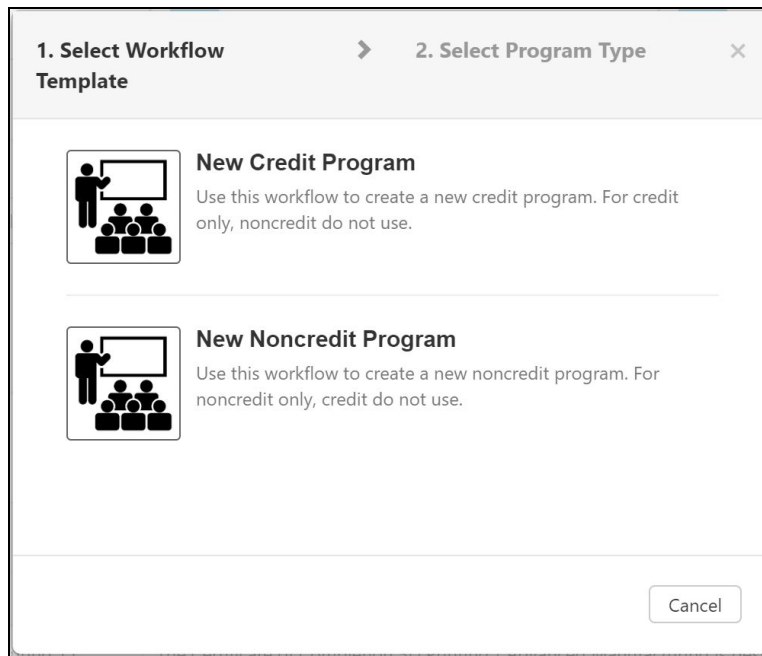 1. Select Workflow
Template
2. Select Program Type
×
New Credit Program
Use this workflow to create a new credit program. For credit
only, noncredit do not use.
New Noncredit Program
Use this workflow to create a new noncredit program. For
noncredit only, credit do not use.
Cancel